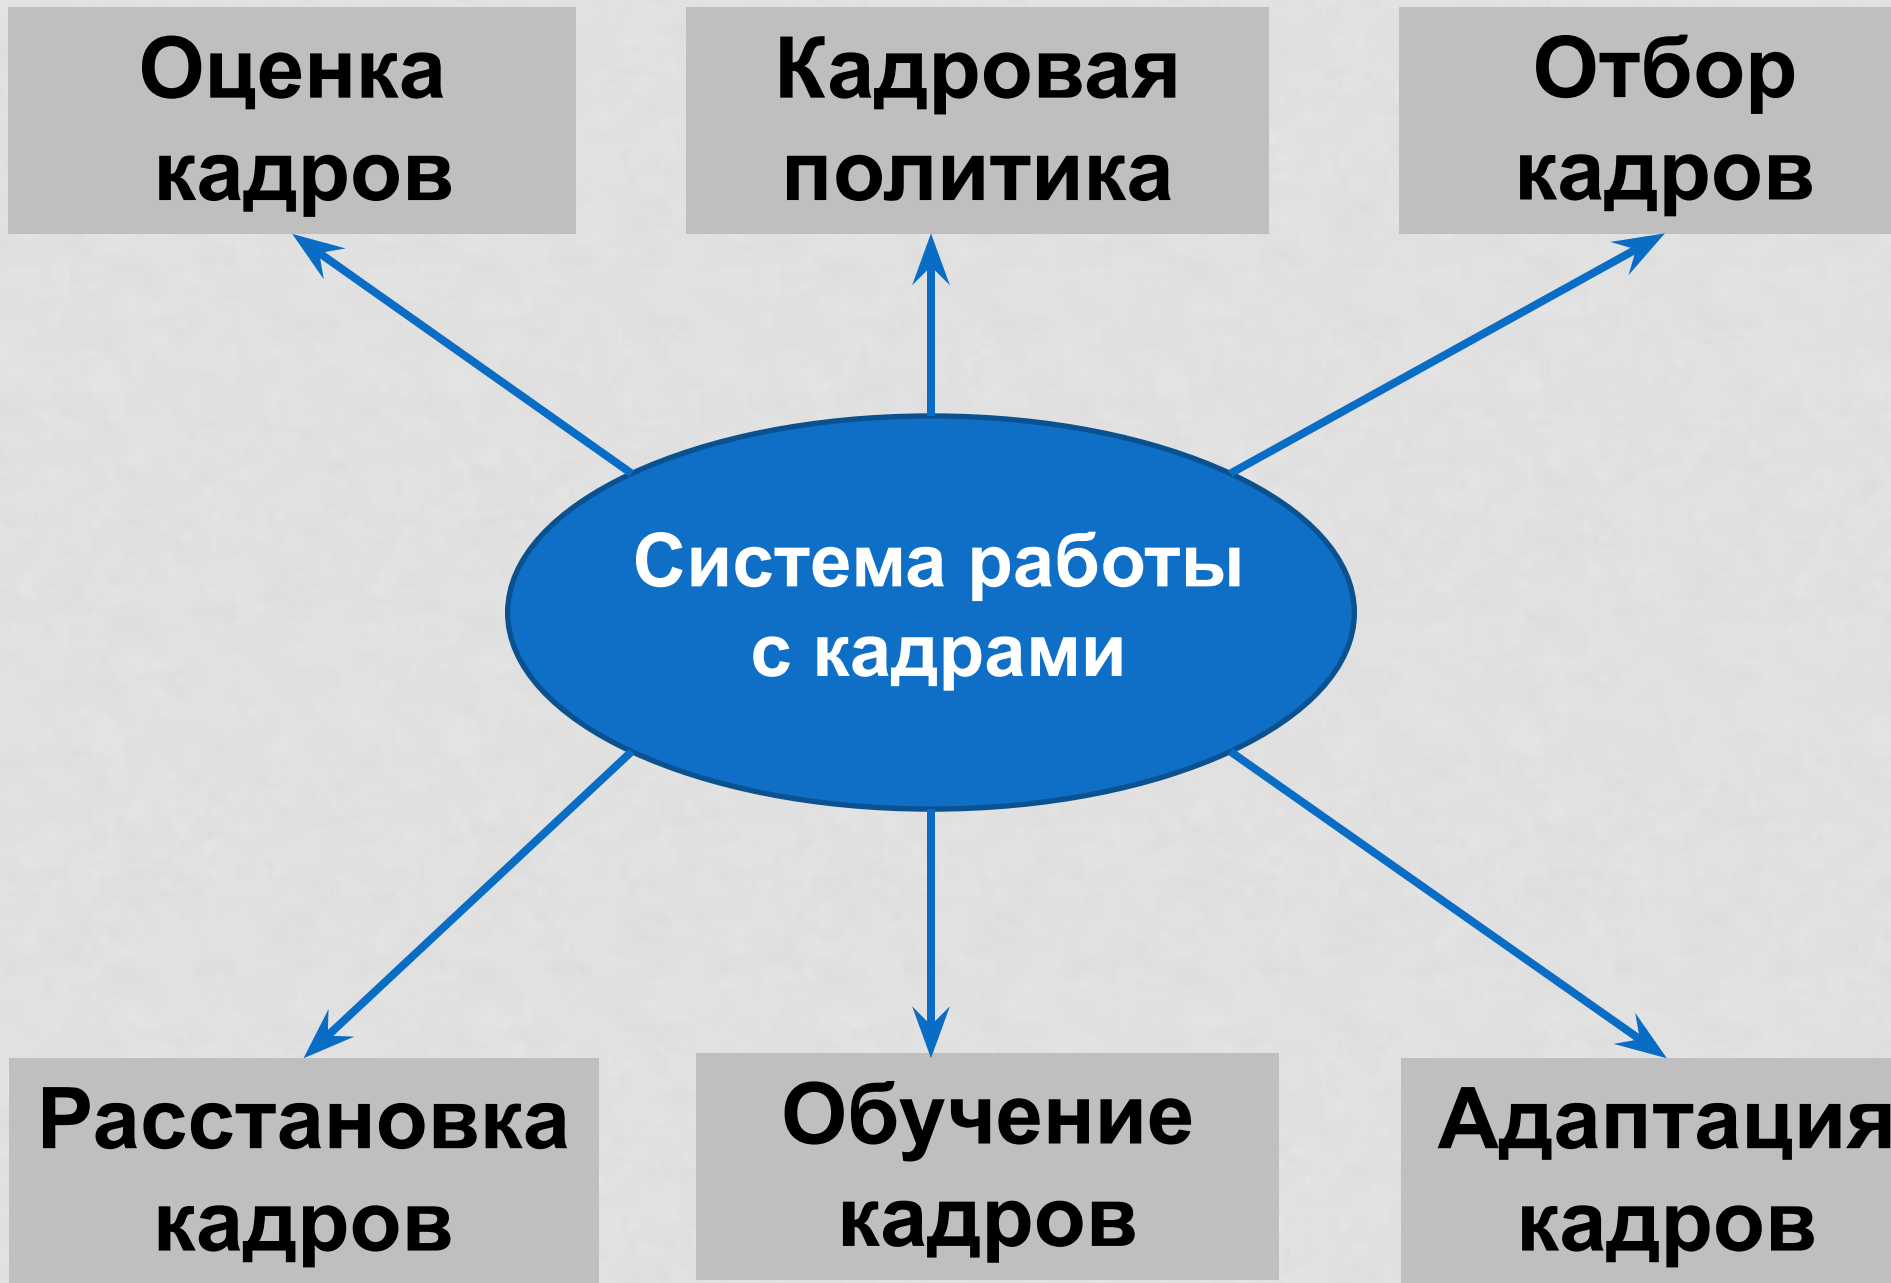 Оценка
кадров
Кадровая
политика
Отбор
кадров
Система работы
с кадрами
Расстановка
кадров
Обучение
кадров
Адаптация
кадров